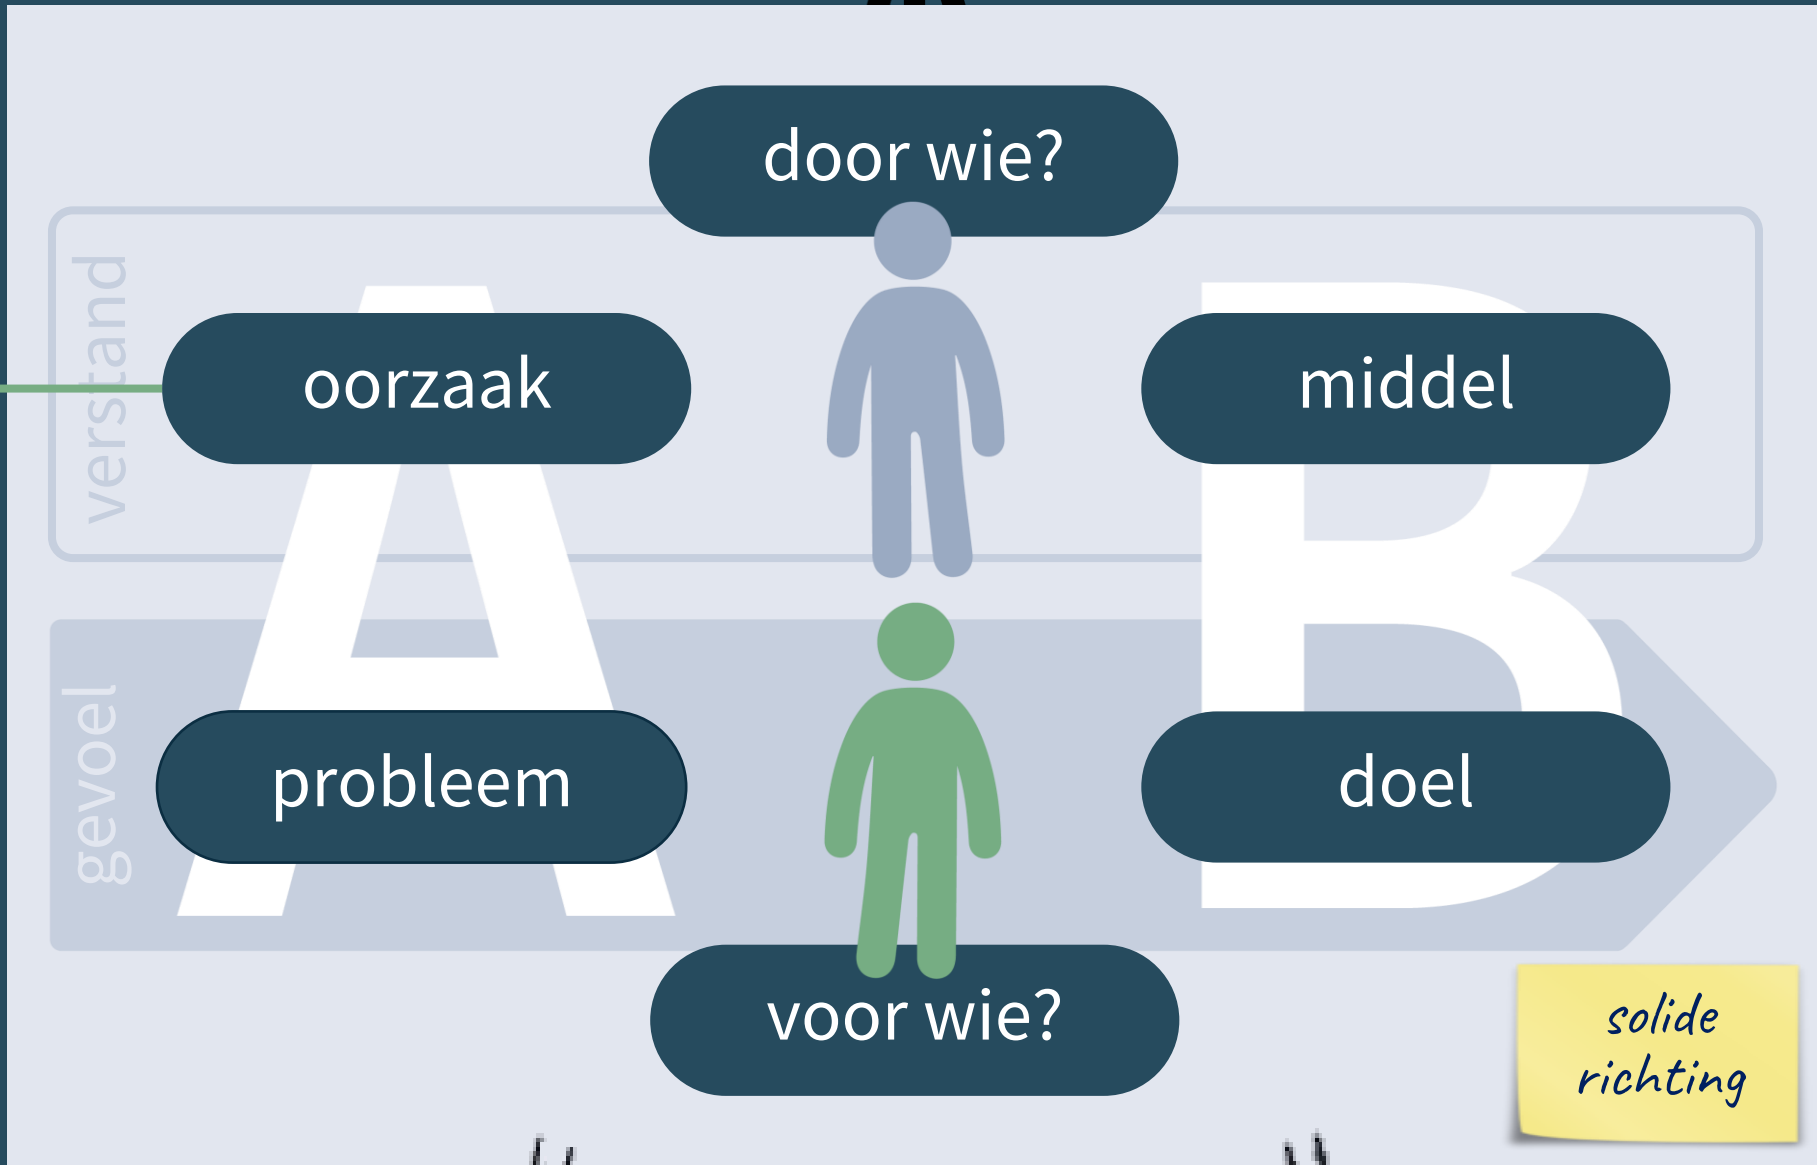 door wie?
verstand
A
B
oorzaak
middel
gevoel
probleem
doel
voor wie?
solide
richting